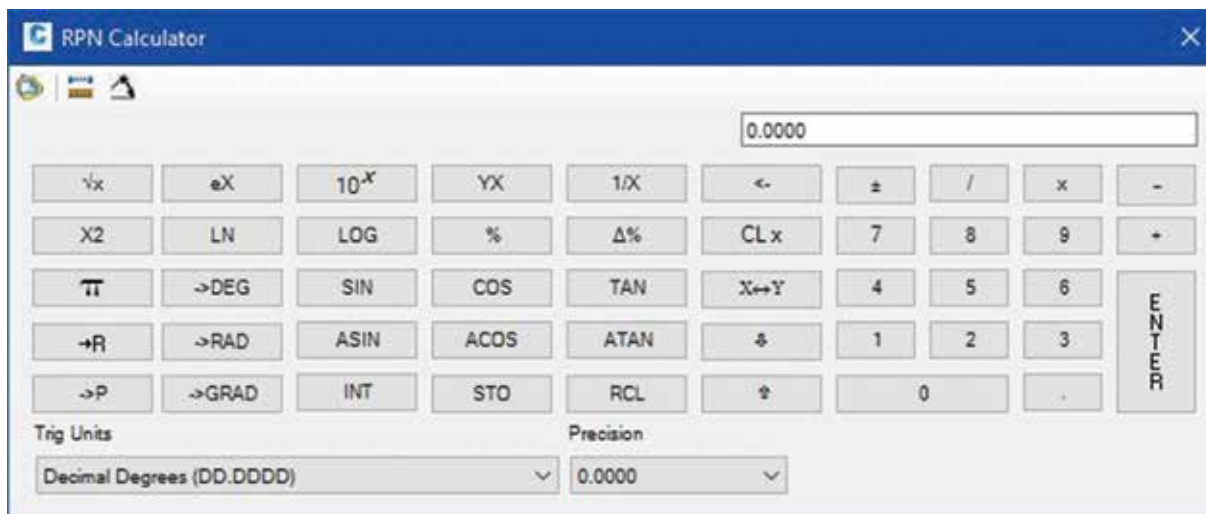 C RPN Calculator ×
0.0000
√x eX 10^x YX 1/X <- ± / x -
X2 LN LOG % Δ% CL x 7 8 9 +
π ->DEG SIN COS TAN X↔Y 4 5 6 ENTER
→R ->RAD ASIN ACOS ATAN ⇩ 1 2 3
->P ->GRAD INT STO RCL ⇧ 0 .
Trig Units Precision
Decimal Degrees (DD.DDDD) 0.0000